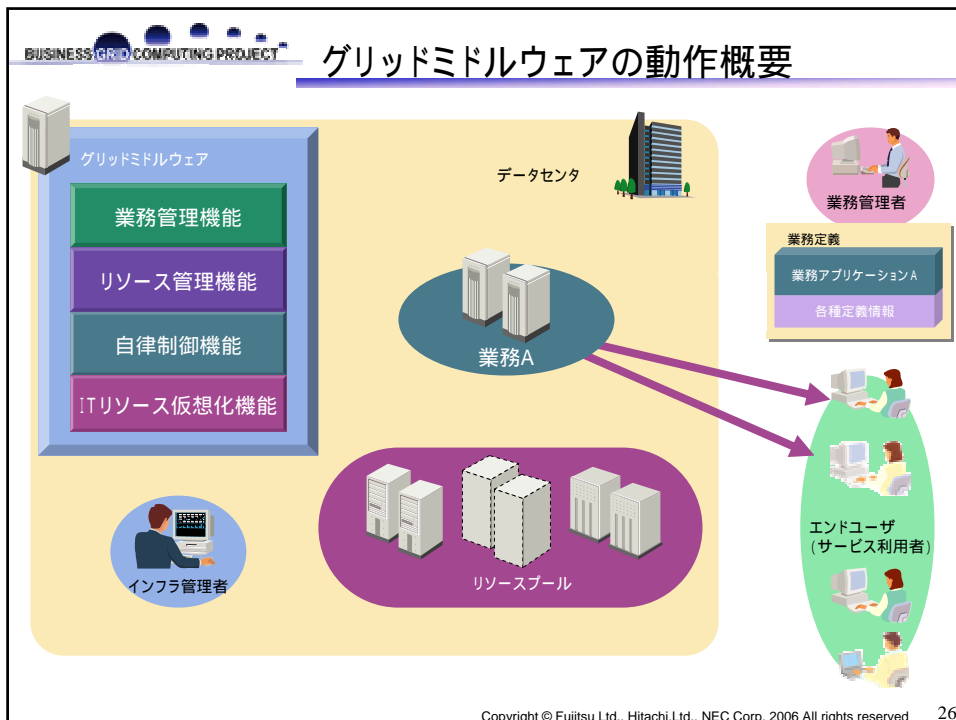 BUSINESS GRID COMPUTING PROJECT
グリッドミドルウェアの動作概要
グリッドミドルウェア
業務管理機能
リソース管理機能
自律制御機能
ITリソース仮想化機能
データセンタ
業務A
リソースプール
インフラ管理者
業務管理者
業務定義
業務アプリケーションA
各種定義情報
エンドユーザ
(サービス利用者)
Copyright © Fujitsu Ltd., Hitachi,Ltd., NEC Corp. 2006 All rights reserved
26